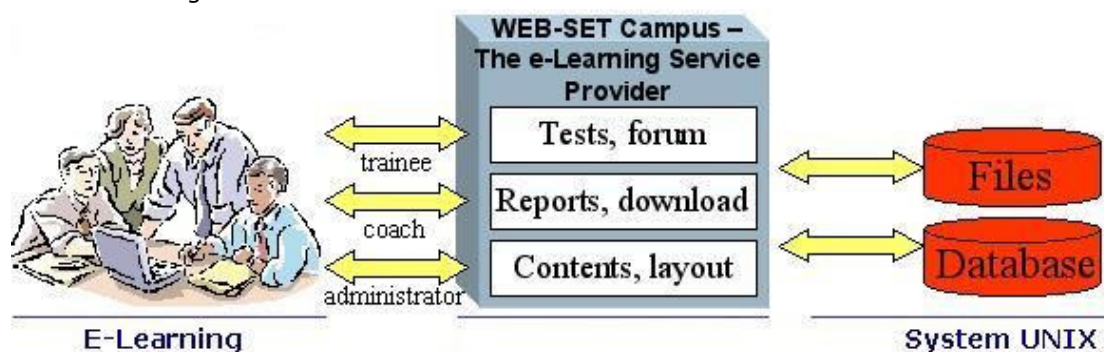 WEB-SET Campus –
The e-Learning Service
Provider
Tests, forum
trainee
Reports, download
coach
Contents, layout
administrator
Files
Database
E-Learning
System UNIX